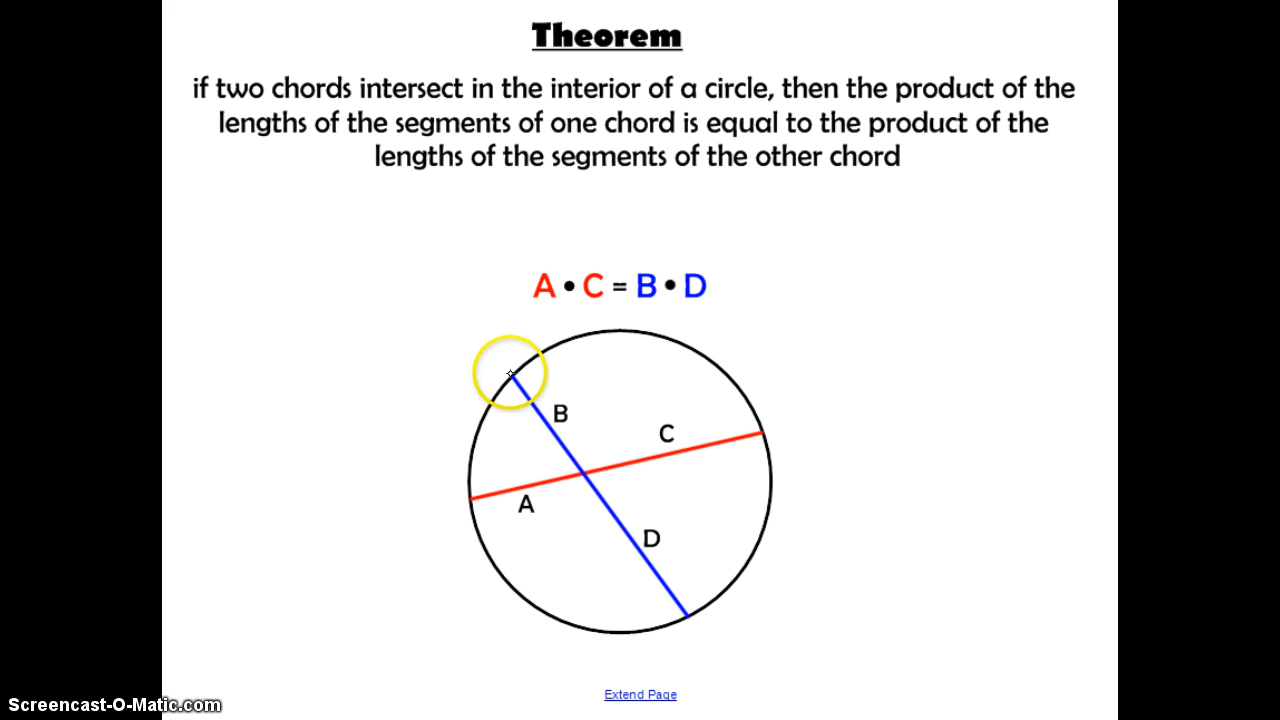 Theorem
if two chords intersect in the interior of a circle, then the product of the
lengths of the segments of one chord is equal to the product of the
lengths of the segments of the other chord
A • C = B • D
B
C
A
D
Extend Page
Screencast-O-Matic.com